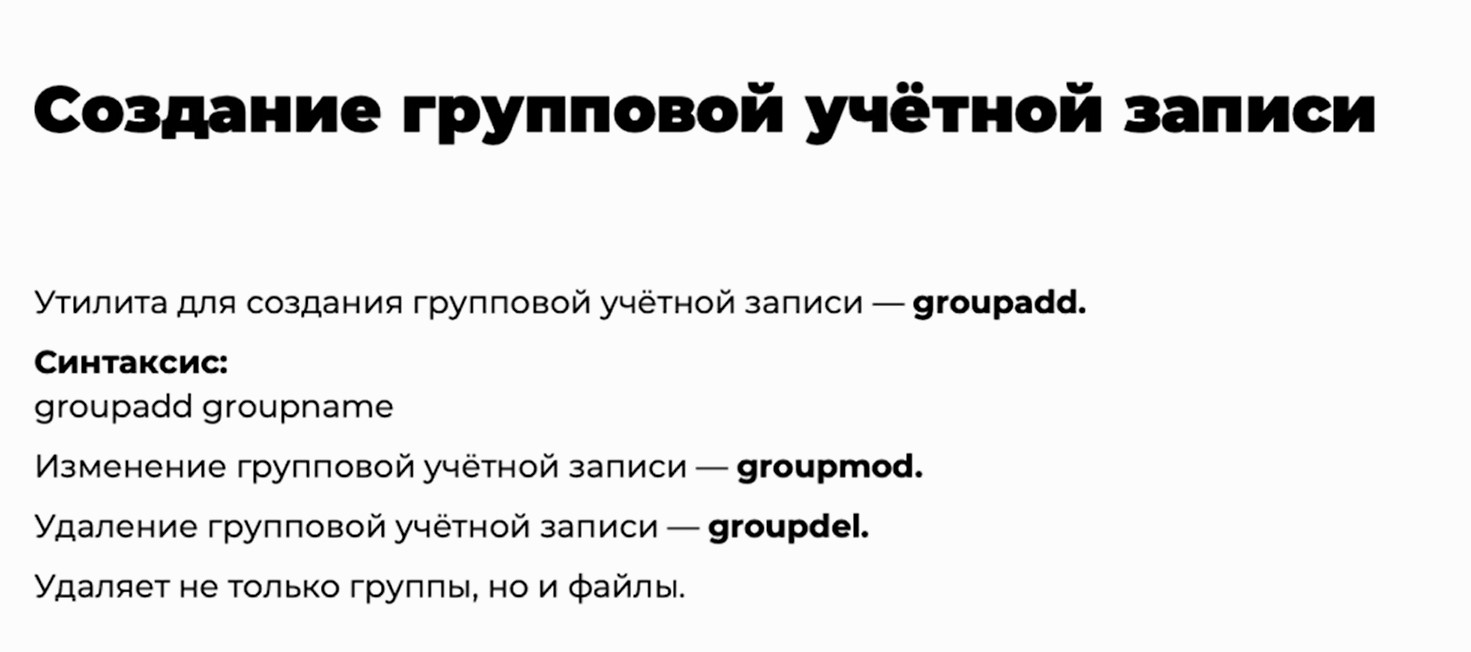 Создание групповой учётной записи
Утилита для создания групповой учётной записи — groupadd.
Синтаксис:
groupadd groupname
Изменение групповой учётной записи — groupmod.
Удаление групповой учётной записи — groupdel.
Удаляет не только группы, но и файлы.